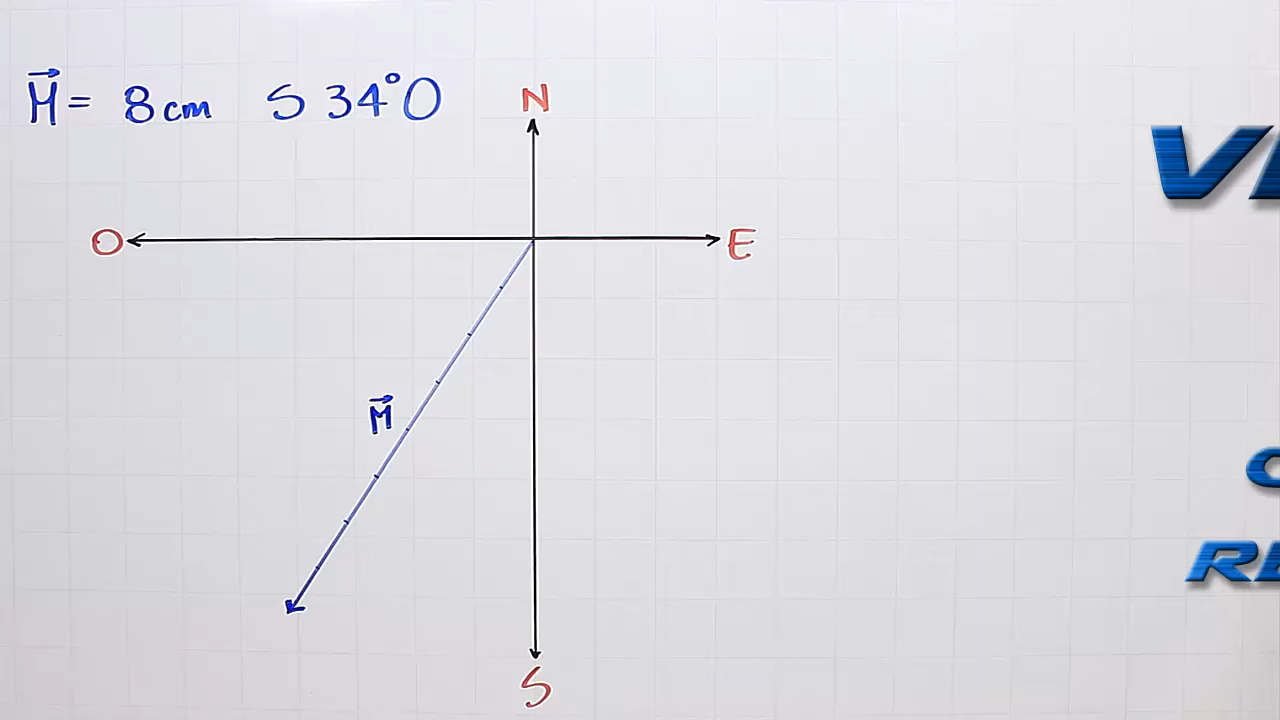 M⃗ = 8 cm S 34° O
N
O
E
M⃗
S